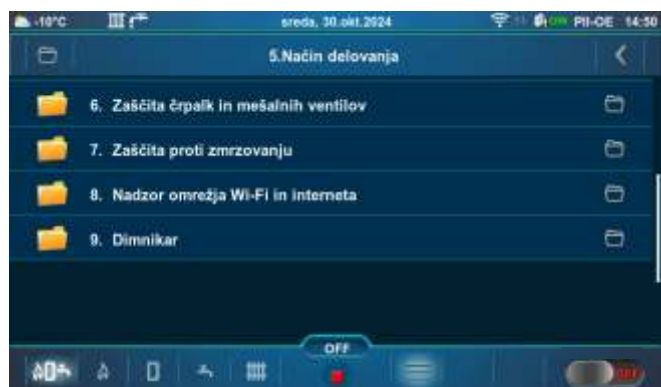 -10°C sreda, 30.okt.2024 PII-OE 14:50
5.Način delovanja
6. Zaščita črpalk in mešalnih ventilov
7. Zaščita proti zmrzovanju
8. Nadzor omrežja Wi-Fi in interneta
9. Dimnikar
OFF
OFF